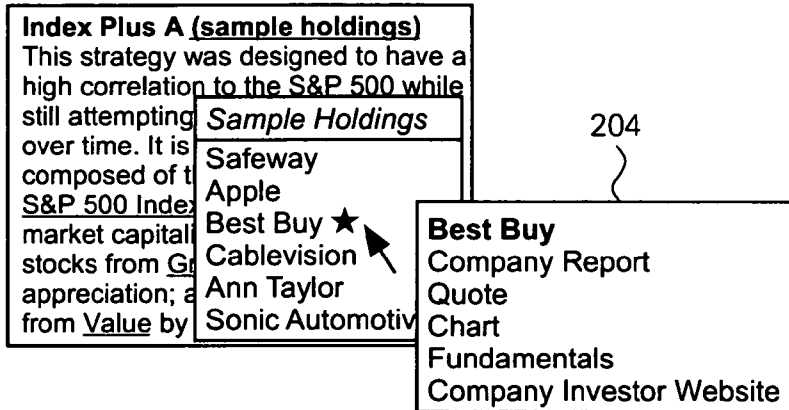 Index Plus A (sample holdings)
This strategy was designed to have a
high correlation to the S&P 500 while
still attempting
over time. It is
composed of t
S&P 500 Index
market capitali
stocks from Gr
appreciation; a
from Value by
Sample Holdings
Safeway
Apple
Best Buy ★
Cablevision
Ann Taylor
Sonic Automotiv
204
Best Buy
Company Report
Quote
Chart
Fundamentals
Company Investor Website